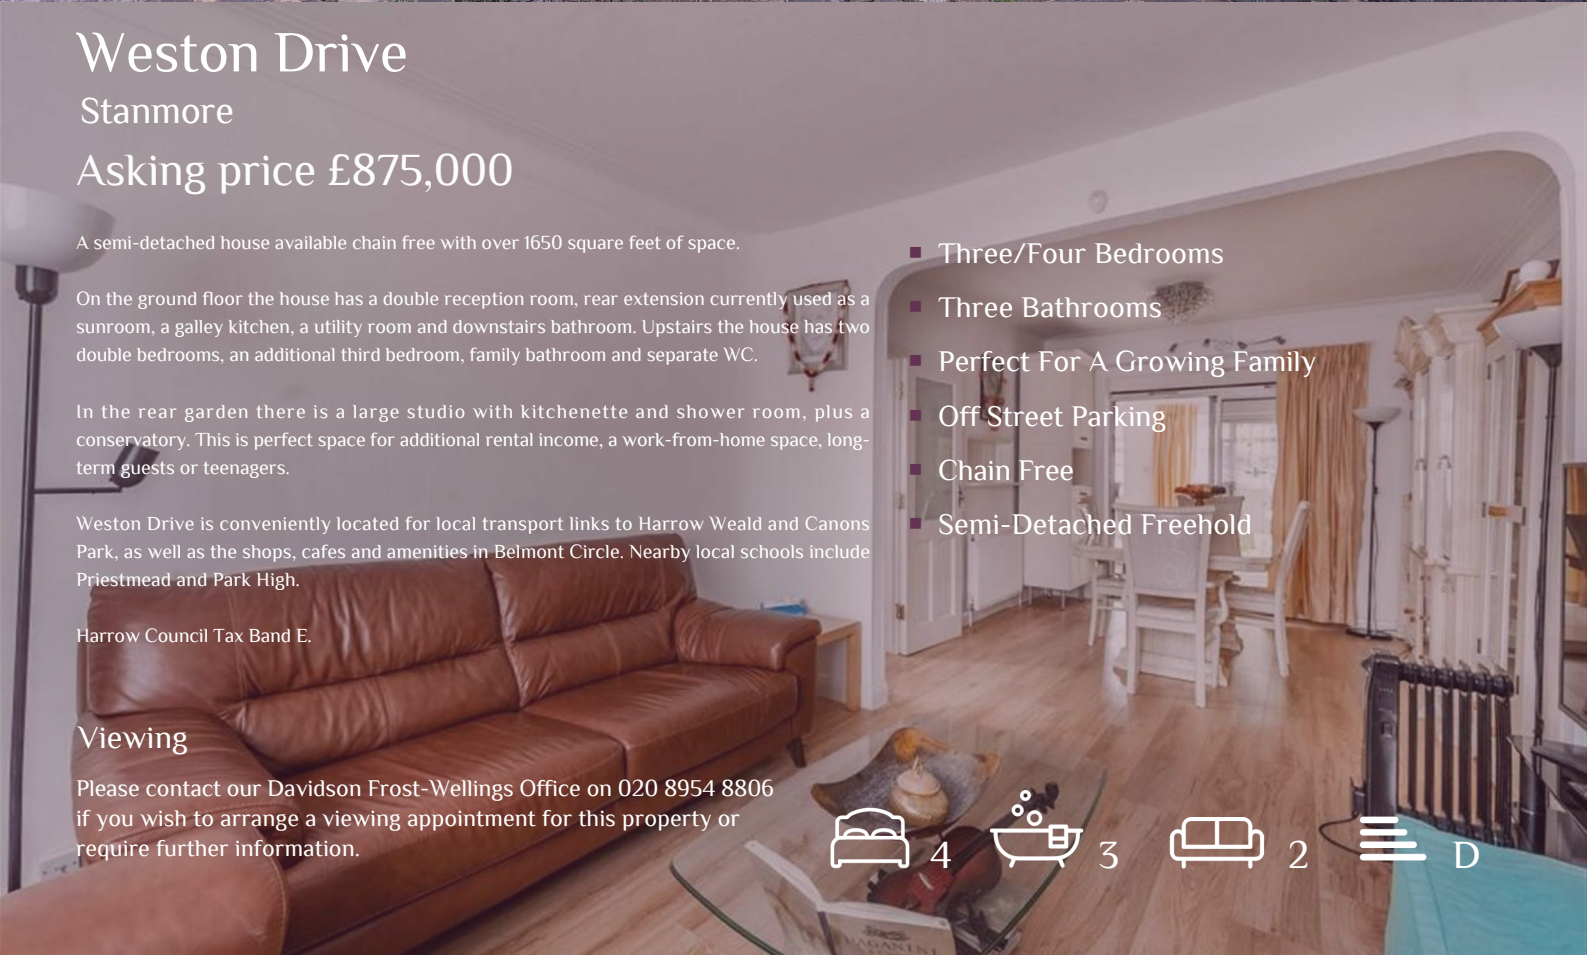 Weston Drive
Stanmore
Asking price £875,000
A semi-detached house available chain free with over 1650 square feet of space.
On the ground floor the house has a double reception room, rear extension currently used as a
sunroom, a galley kitchen, a utility room and downstairs bathroom. Upstairs the house has two
double bedrooms, an additional third bedroom, family bathroom and separate WC.
In the rear garden there is a large studio with kitchenette and shower room, plus a
conservatory. This is perfect space for additional rental income, a work-from-home space, long-
term guests or teenagers.
Weston Drive is conveniently located for local transport links to Harrow Weald and Canons
Park, as well as the shops, cafes and amenities in Belmont Circle. Nearby local schools include
Priestmead and Park High.
Harrow Council Tax Band E.
Three/Four Bedrooms
Three Bathrooms
Perfect For A Growing Family
Off Street Parking
Chain Free
Semi-Detached Freehold
Viewing
Please contact our Davidson Frost-Wellings Office on 020 8954 8806
if you wish to arrange a viewing appointment for this property or
require further information.
4 3 2 D
PAGANINI